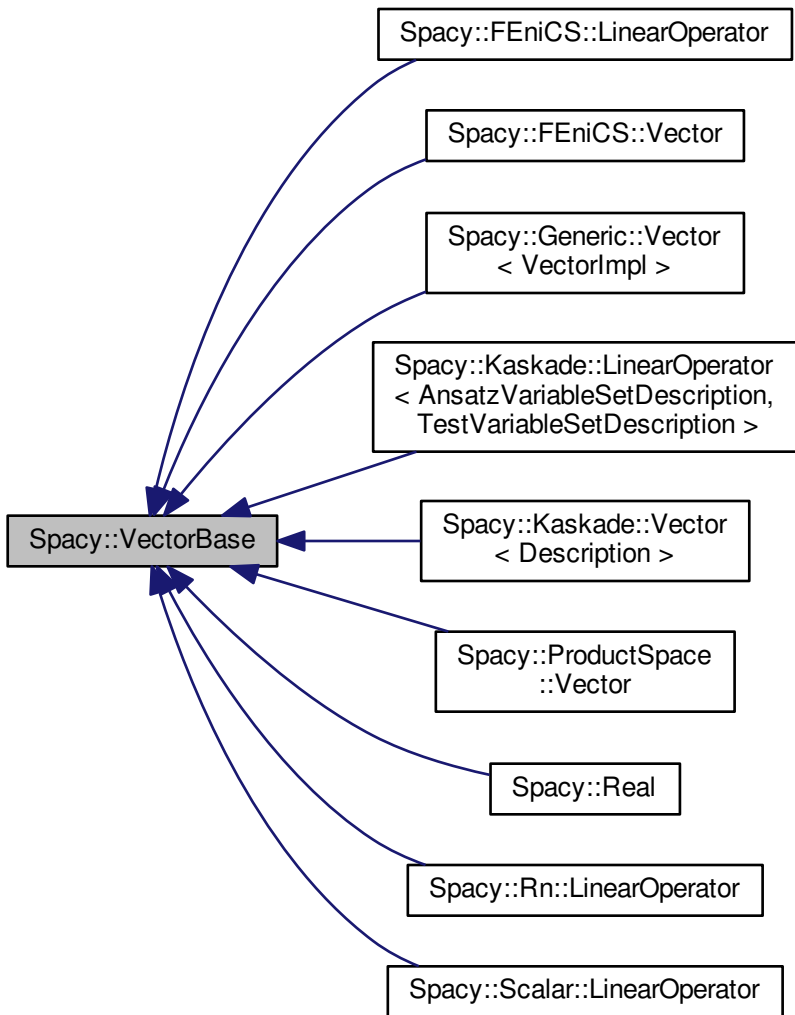 Spacy::FEniCS::LinearOperator
Spacy::FEniCS::Vector
Spacy::Generic::Vector
< VectorImpl >
Spacy::Kaskade::LinearOperator
< AnsatzVariableSetDescription,
TestVariableSetDescription >
Spacy::VectorBase
Spacy::Kaskade::Vector
< Description >
Spacy::ProductSpace
::Vector
Spacy::Real
Spacy::Rn::LinearOperator
Spacy::Scalar::LinearOperator